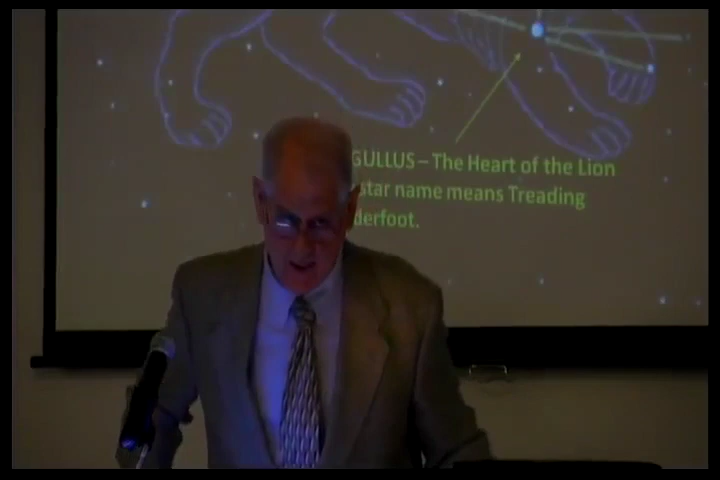 GULLUS – The Heart of the Lion
star name means Treading
derfoot.